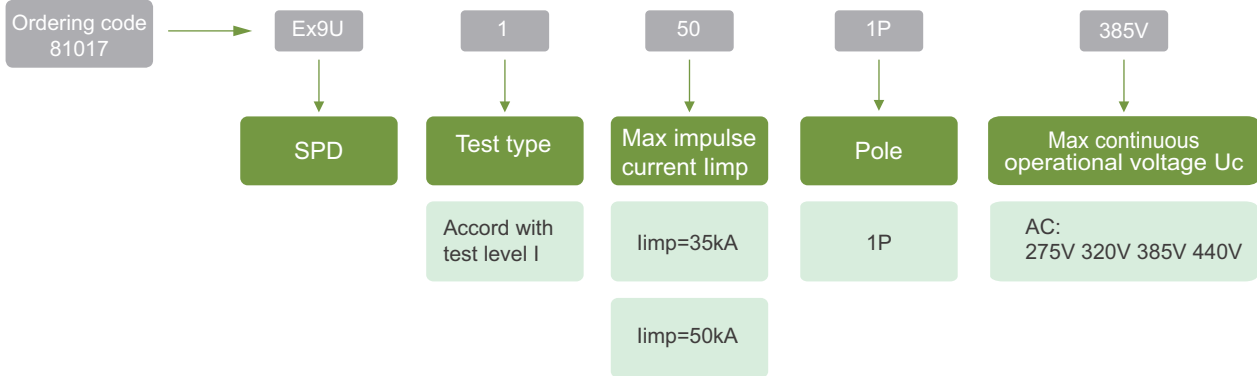 Ordering code
81017
Ex9U
1
50
1P
385V
SPD
Test type
Max impulse
current Iimp
Pole
Max continuous
operational voltage Uc
Accord with
test level I
Iimp=35kA
1P
AC:
275V 320V 385V 440V
Iimp=50kA